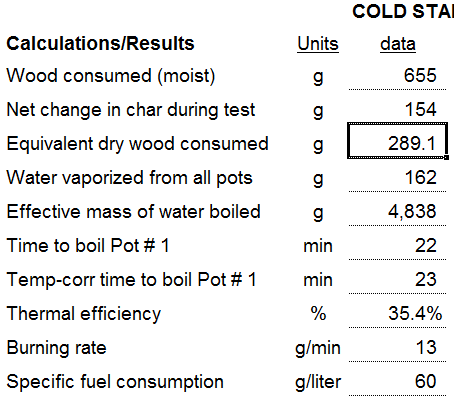 COLD STA
Calculations/Results Units data
Wood consumed (moist) g 655
Net change in char during test g 154
Equivalent dry wood consumed g 289.1
Water vaporized from all pots g 162
Effective mass of water boiled g 4,838
Time to boil Pot # 1 min 22
Temp-corr time to boil Pot # 1 min 23
Thermal efficiency % 35.4%
Burning rate g/min 13
Specific fuel consumption g/liter 60